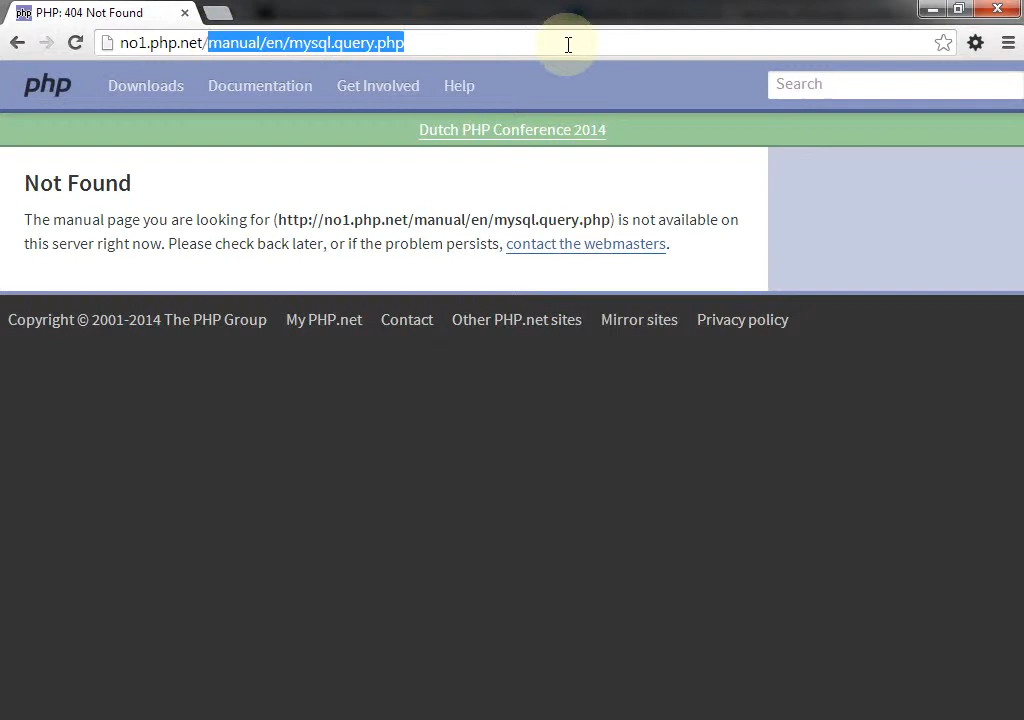 PHP: 404 Not Found
no1.php.net/manual/en/mysql.query.php
php Downloads Documentation Get Involved Help Search
Dutch PHP Conference 2014
Not Found
The manual page you are looking for (http://no1.php.net/manual/en/mysql.query.php) is not available on
this server right now. Please check back later, or if the problem persists, contact the webmasters.
Copyright © 2001-2014 The PHP Group My PHP.net Contact Other PHP.net sites Mirror sites Privacy policy